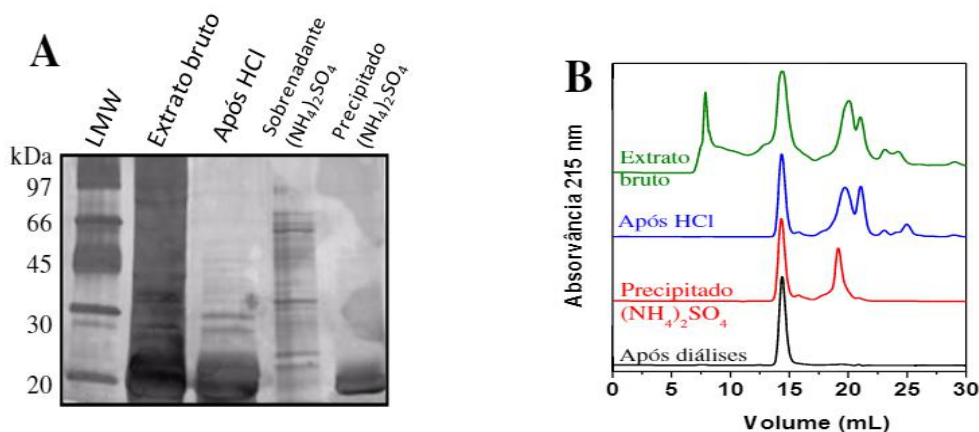 A
LMW
Extrato bruto
Após HCl
Sobrenadante
(NH₄)₂SO₄
Precipitado
(NH₄)₂SO₄
kDa
97
66
45
30
20
B
Absorvância 215 nm
Extrato
bruto
Após HCl
Precipitado
(NH₄)₂SO₄
Após diálises
0 5 10 15 20 25 30
Volume (mL)